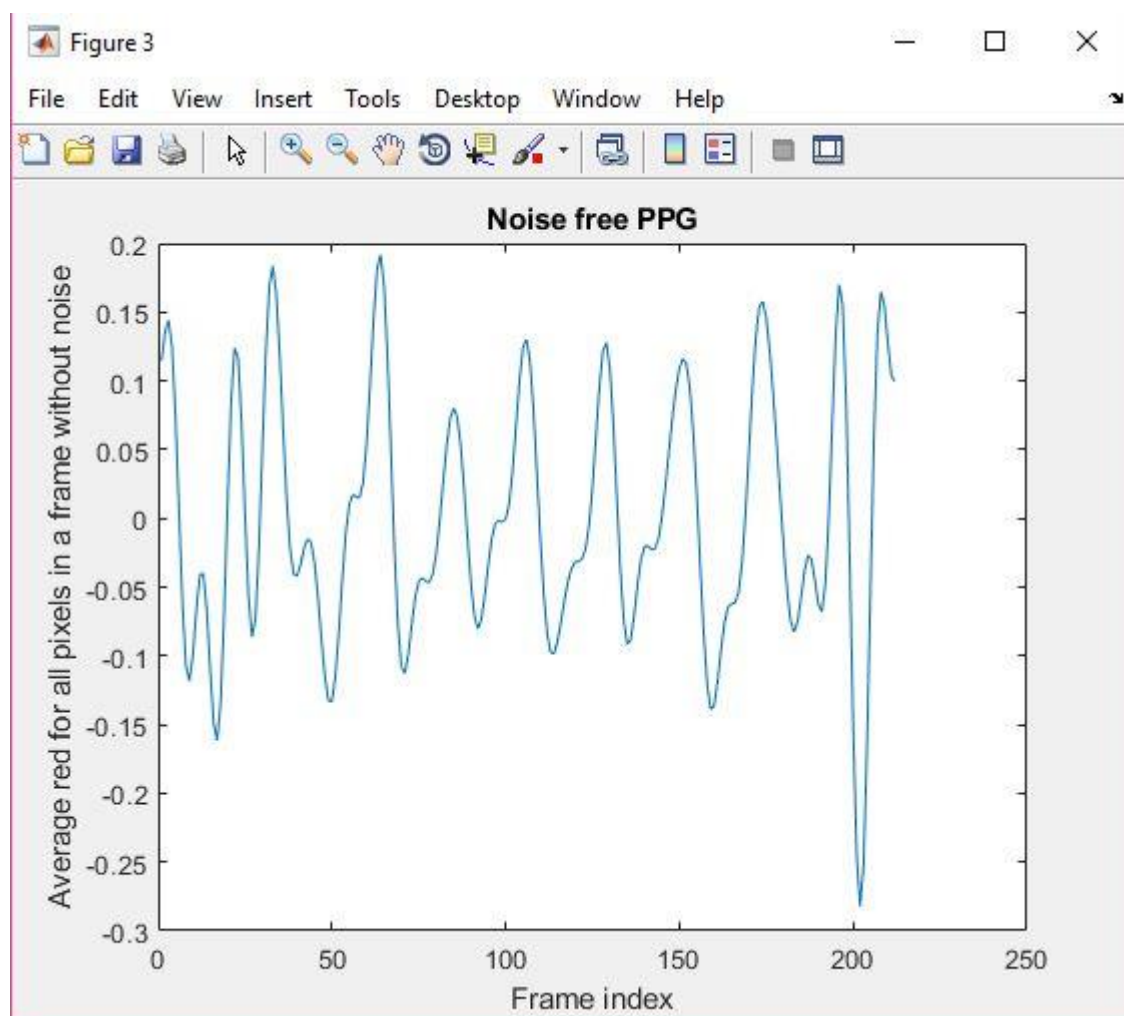 Figure 3
File Edit View Insert Tools Desktop Window Help
Noise free PPG
Average red for all pixels in a frame without noise
0.2
0.15
0.1
0.05
0
-0.05
-0.1
-0.15
-0.2
-0.25
-0.3
0 50 100 150 200 250
Frame index